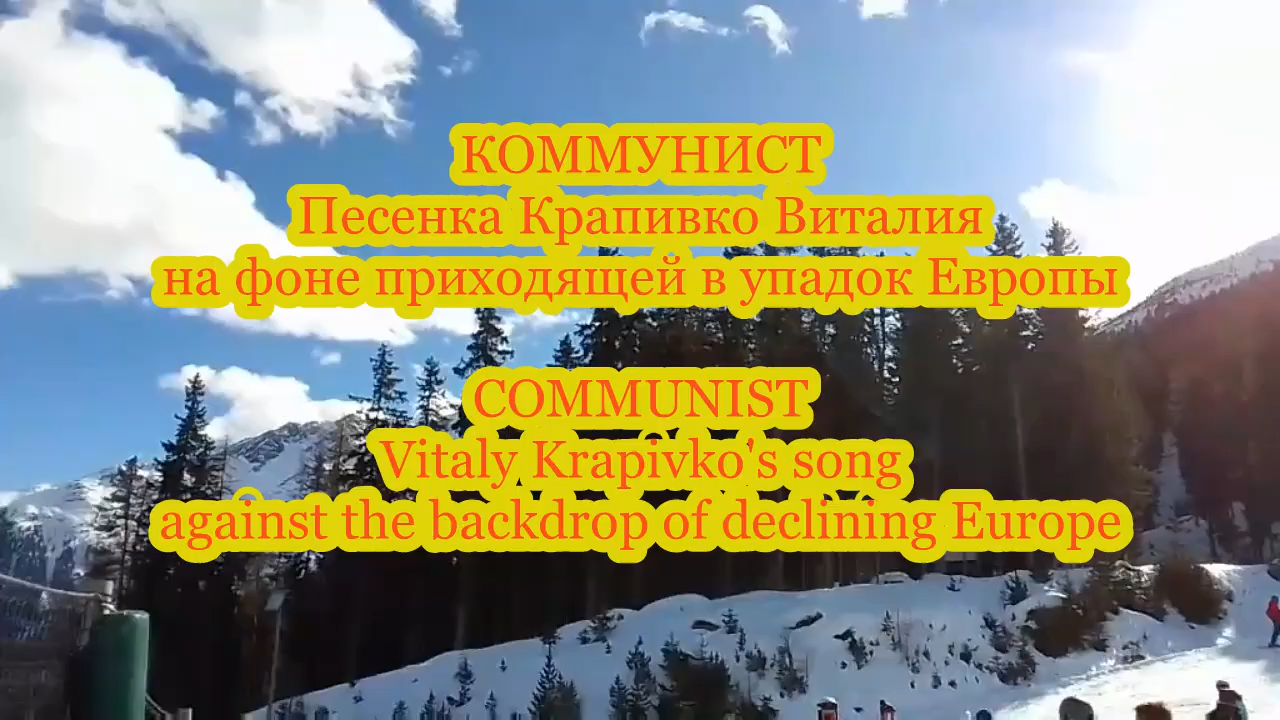 КОММУНИСТ
Песенка Крапивко Виталия
на фоне приходящей в упадок Европы
COMMUNIST
Vitaly Krapivko's song
against the backdrop of declining Europe